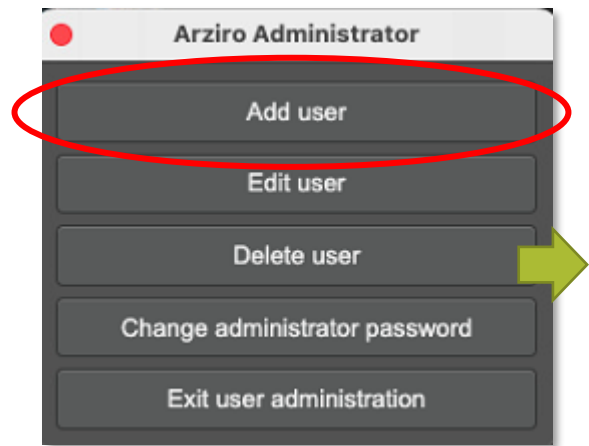 Arziro Administrator
Add user
Edit user
Delete user
Change administrator password
Exit user administration